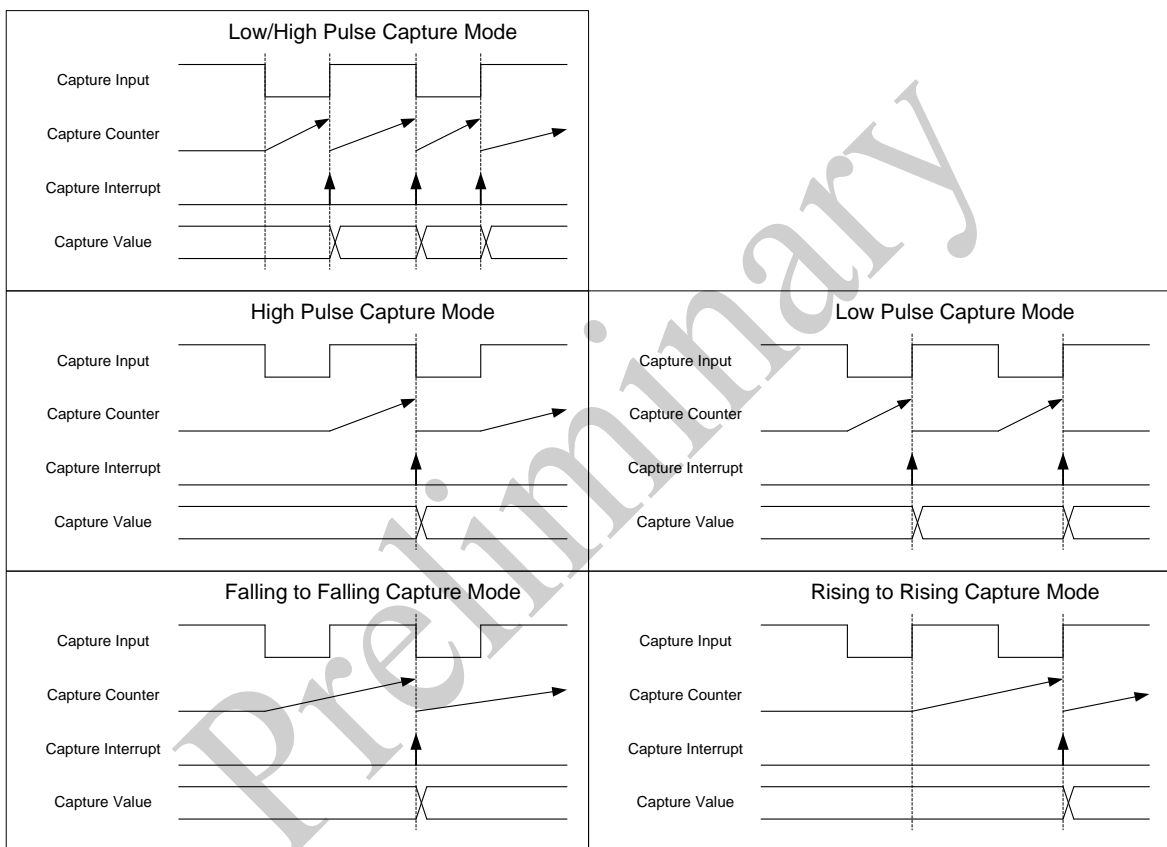 Low/High Pulse Capture Mode
Capture Input
Capture Counter
Capture Interrupt
Capture Value
High Pulse Capture Mode
Capture Input
Capture Counter
Capture Interrupt
Capture Value
Low Pulse Capture Mode
Capture Input
Capture Counter
Capture Interrupt
Capture Value
Falling to Falling Capture Mode
Capture Input
Capture Counter
Capture Interrupt
Capture Value
Rising to Rising Capture Mode
Capture Input
Capture Counter
Capture Interrupt
Capture Value
Preliminary